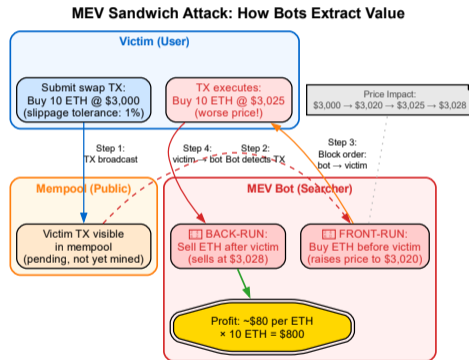 MEV Sandwich Attack: How Bots Extract Value
Victim (User)
Submit swap TX:
Buy 10 ETH @ $3,000
(slippage tolerance: 1%)
TX executes:
Buy 10 ETH @ $3,025
(worse price!)
Price Impact:
$3,000 → $3,020 → $3,025 → $3,028
Step 1:
TX broadcast
Step 4:
victim → bot
Step 2:
Bot detects TX
Step 3:
Block order:
bot → victim
Mempool (Public)
Victim TX visible
in mempool
(pending, not yet mined)
MEV Bot (Searcher)
BACK-RUN:
Sell ETH after victim
(sells at $3,028)
FRONT-RUN:
Buy ETH before victim
(raises price to $3,020)
Profit: ~$80 per ETH
× 10 ETH = $800